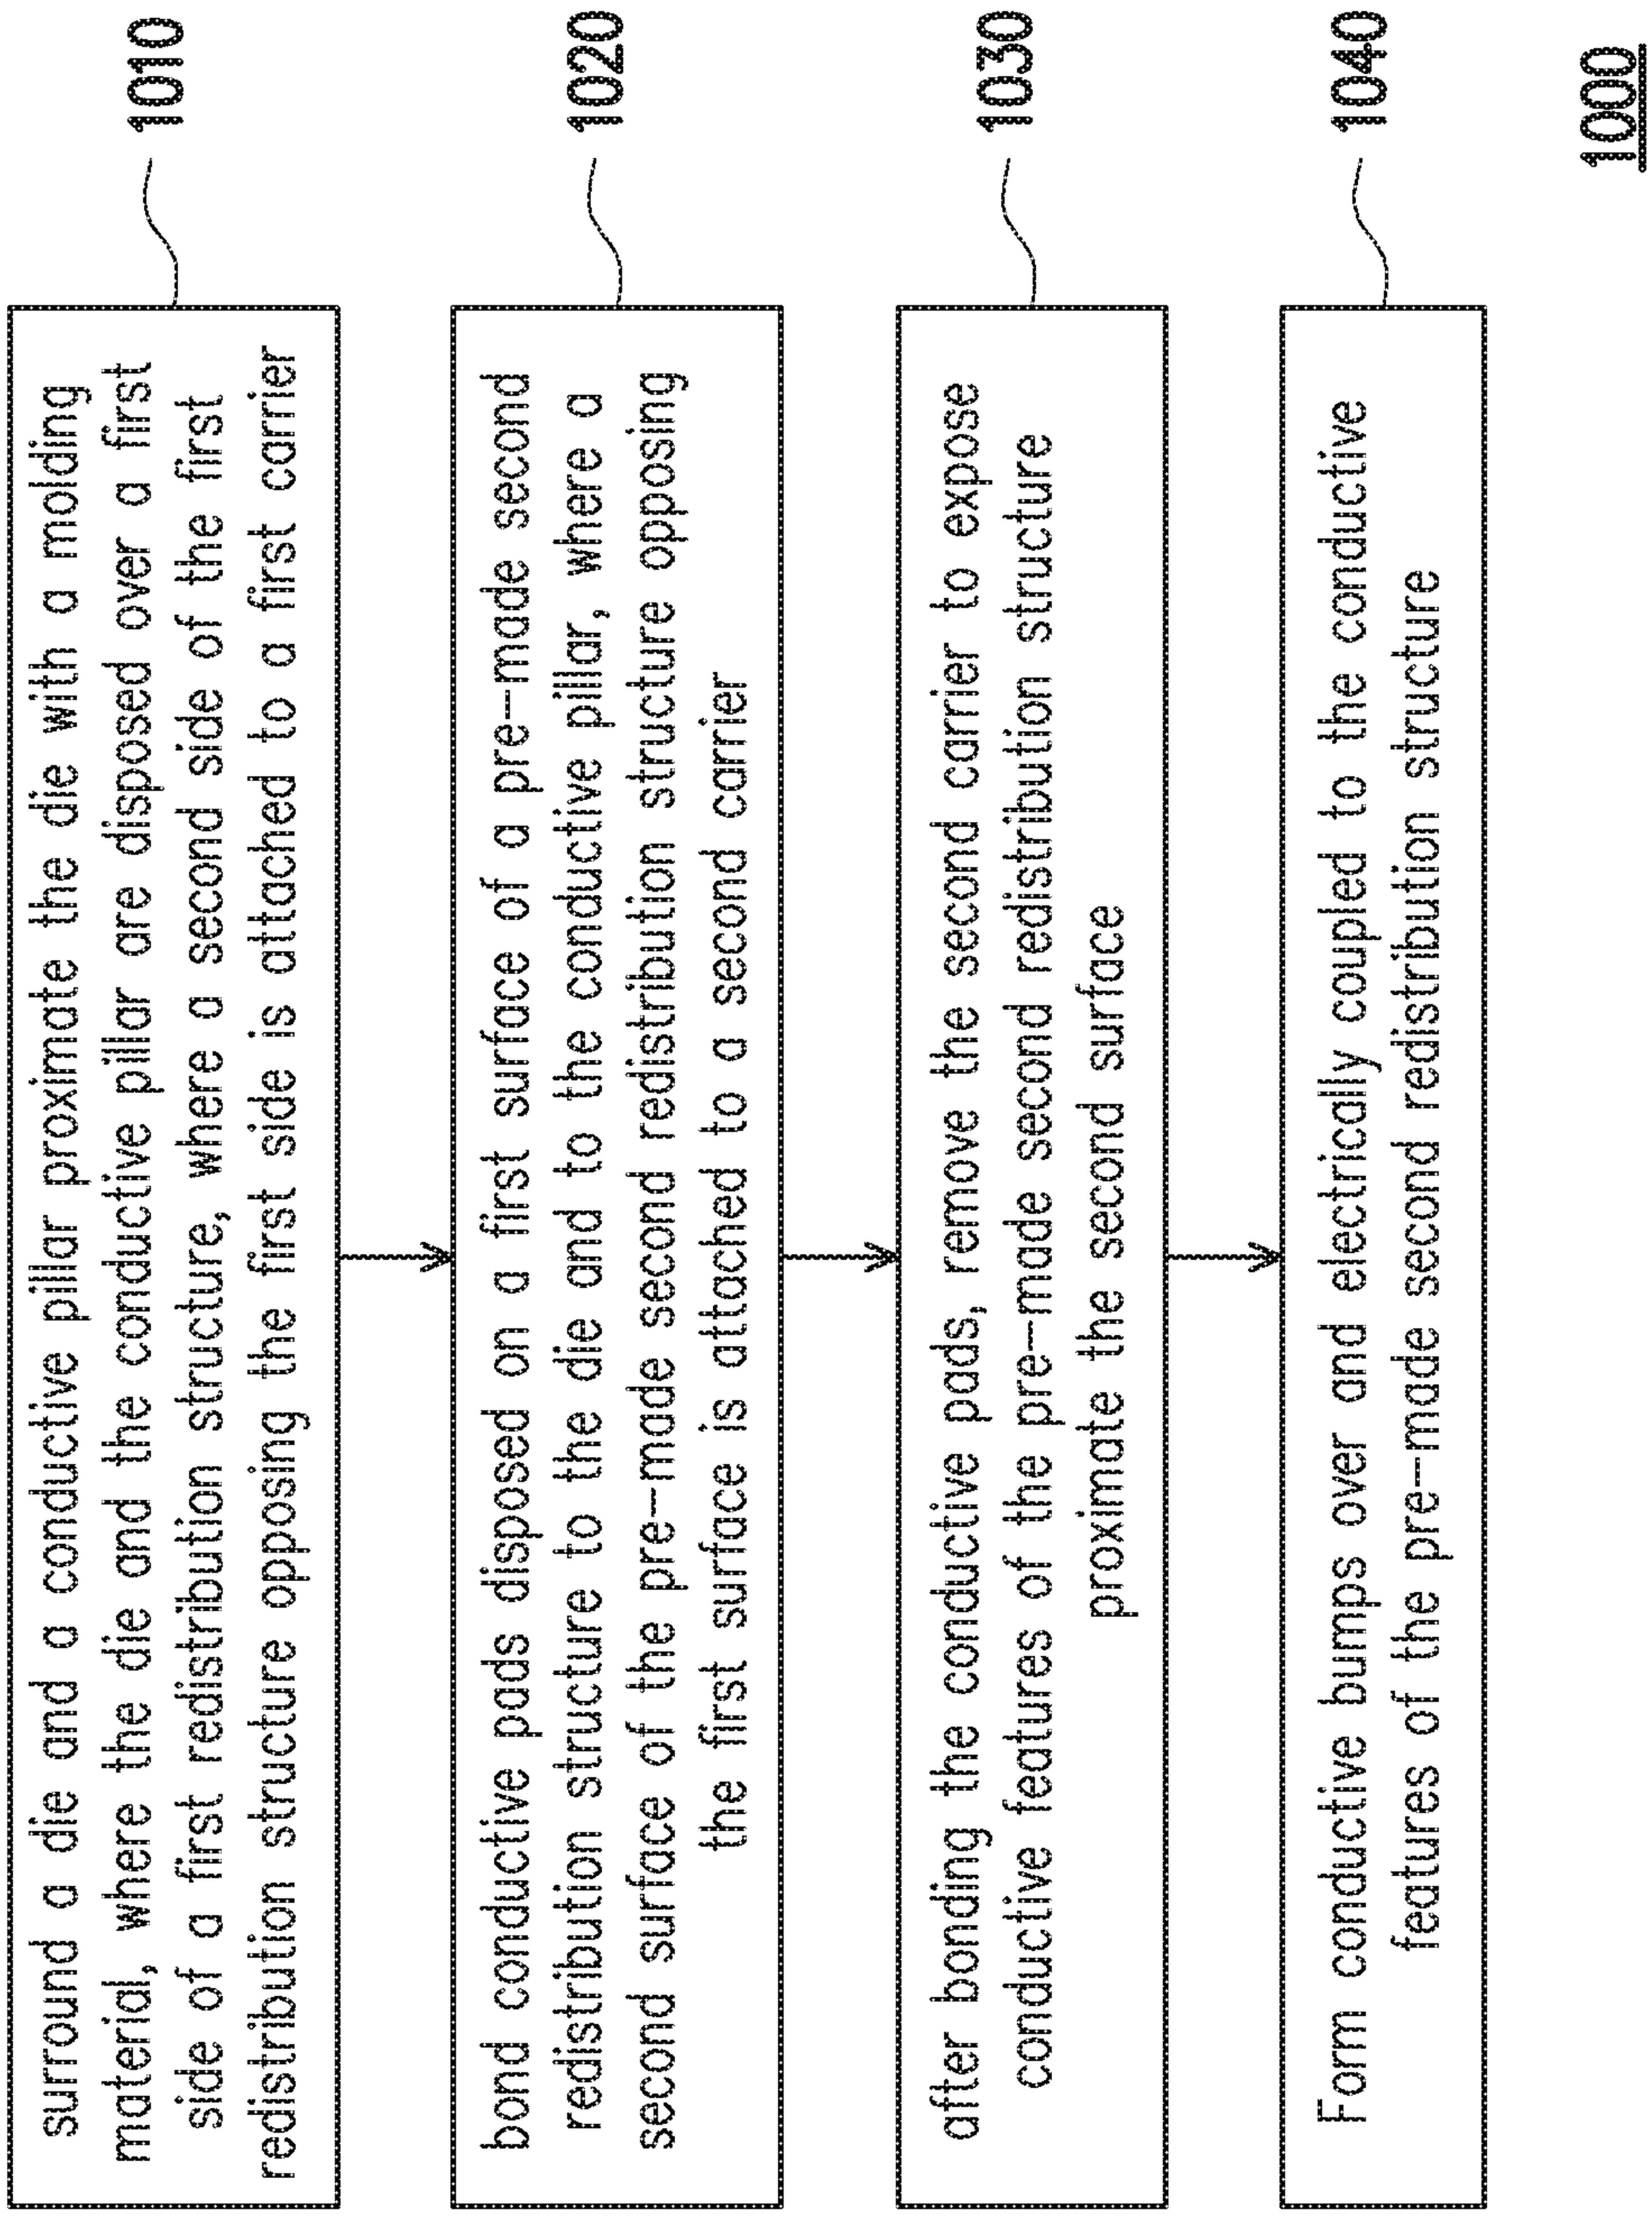 surround a die and a conductive pillar proximate the die with a molding
material, where the die and the conductive pillar are disposed over a first
side of a first redistribution structure, where a second side of the first
redistribution structure opposing the first side is attached to a first carrier
1010
bond conductive pads disposed on a first surface of a pre-made second
redistribution structure to the die and to the conductive pillar, where a
second surface of the pre-made second redistribution structure opposing
the first surface is attached to a second carrier
1020
after bonding the conductive pads, remove the second carrier to expose
conductive features of the pre-made second redistribution structure
proximate the second surface
1030
Form conductive bumps over and electrically coupled to the conductive
features of the pre-made second redistribution structure
1040
1000